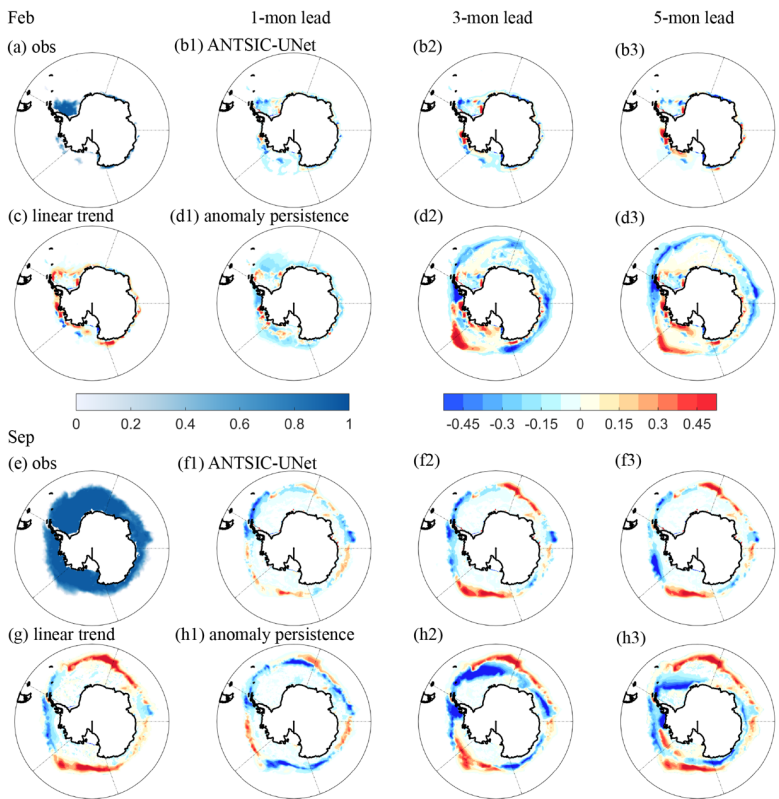 Feb 1-mon lead 3-mon lead 5-mon lead
(a) obs (b1) ANTSIC-UNet (b2) (b3)
(c) linear trend (d1) anomaly persistence (d2) (d3)
0 0.2 0.4 0.6 0.8 1 -0.45 -0.3 -0.15 0 0.15 0.3 0.45
Sep
(e) obs (f1) ANTSIC-UNet (f2) (f3)
(g) linear trend (h1) anomaly persistence (h2) (h3)